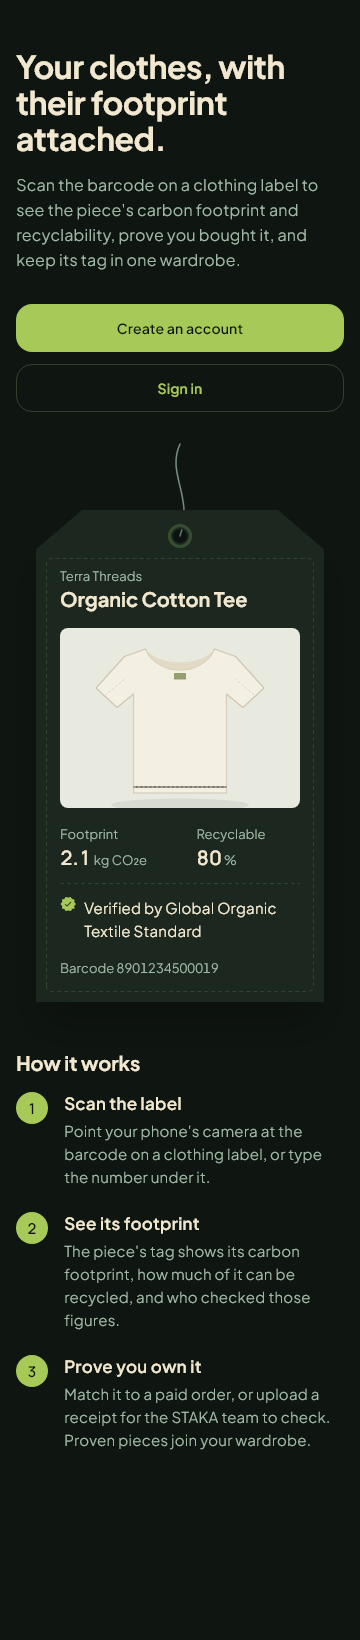 Your clothes, with
their footprint
attached.
Scan the barcode on a clothing label to
see the piece's carbon footprint and
recyclability, prove you bought it, and
keep its tag in one wardrobe.
Create an account
Sign in
Terra Threads
Organic Cotton Tee
Footprint
Recyclable
2.1 kg CO₂e
80 %
Verified by Global Organic
Textile Standard
Barcode 8901234500019
How it works
1
Scan the label
Point your phone's camera at the
barcode on a clothing label, or type
the number under it.
2
See its footprint
The piece's tag shows its carbon
footprint, how much of it can be
recycled, and who checked those
figures.
3
Prove you own it
Match it to a paid order, or upload a
receipt for the STAKA team to check.
Proven pieces join your wardrobe.